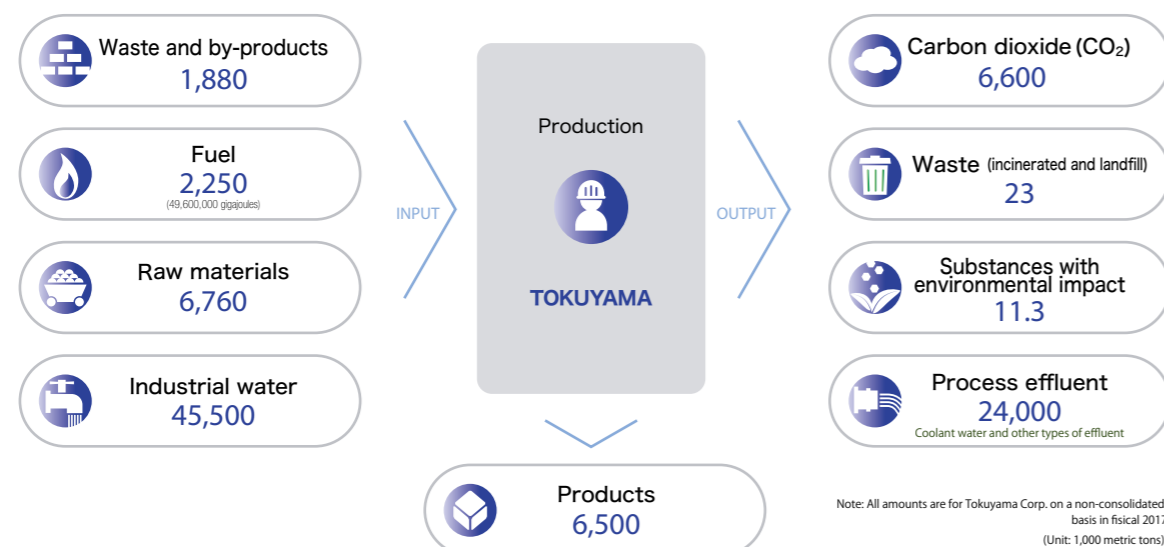 Waste and by-products
1,880
Fuel
2,250
(49,600,000 gigajoules)
Raw materials
6,760
Industrial water
45,500
INPUT
Production
TOKUYAMA
OUTPUT
Carbon dioxide (CO₂)
6,600
Waste (incinerated and landfill)
23
Substances with
environmental impact
11.3
Process effluent
24,000
Coolant water and other types of effluent
Products
6,500
Note: All amounts are for Tokuyama Corp. on a non-consolidated
basis in fisical 2017
(Unit: 1,000 metric tons)